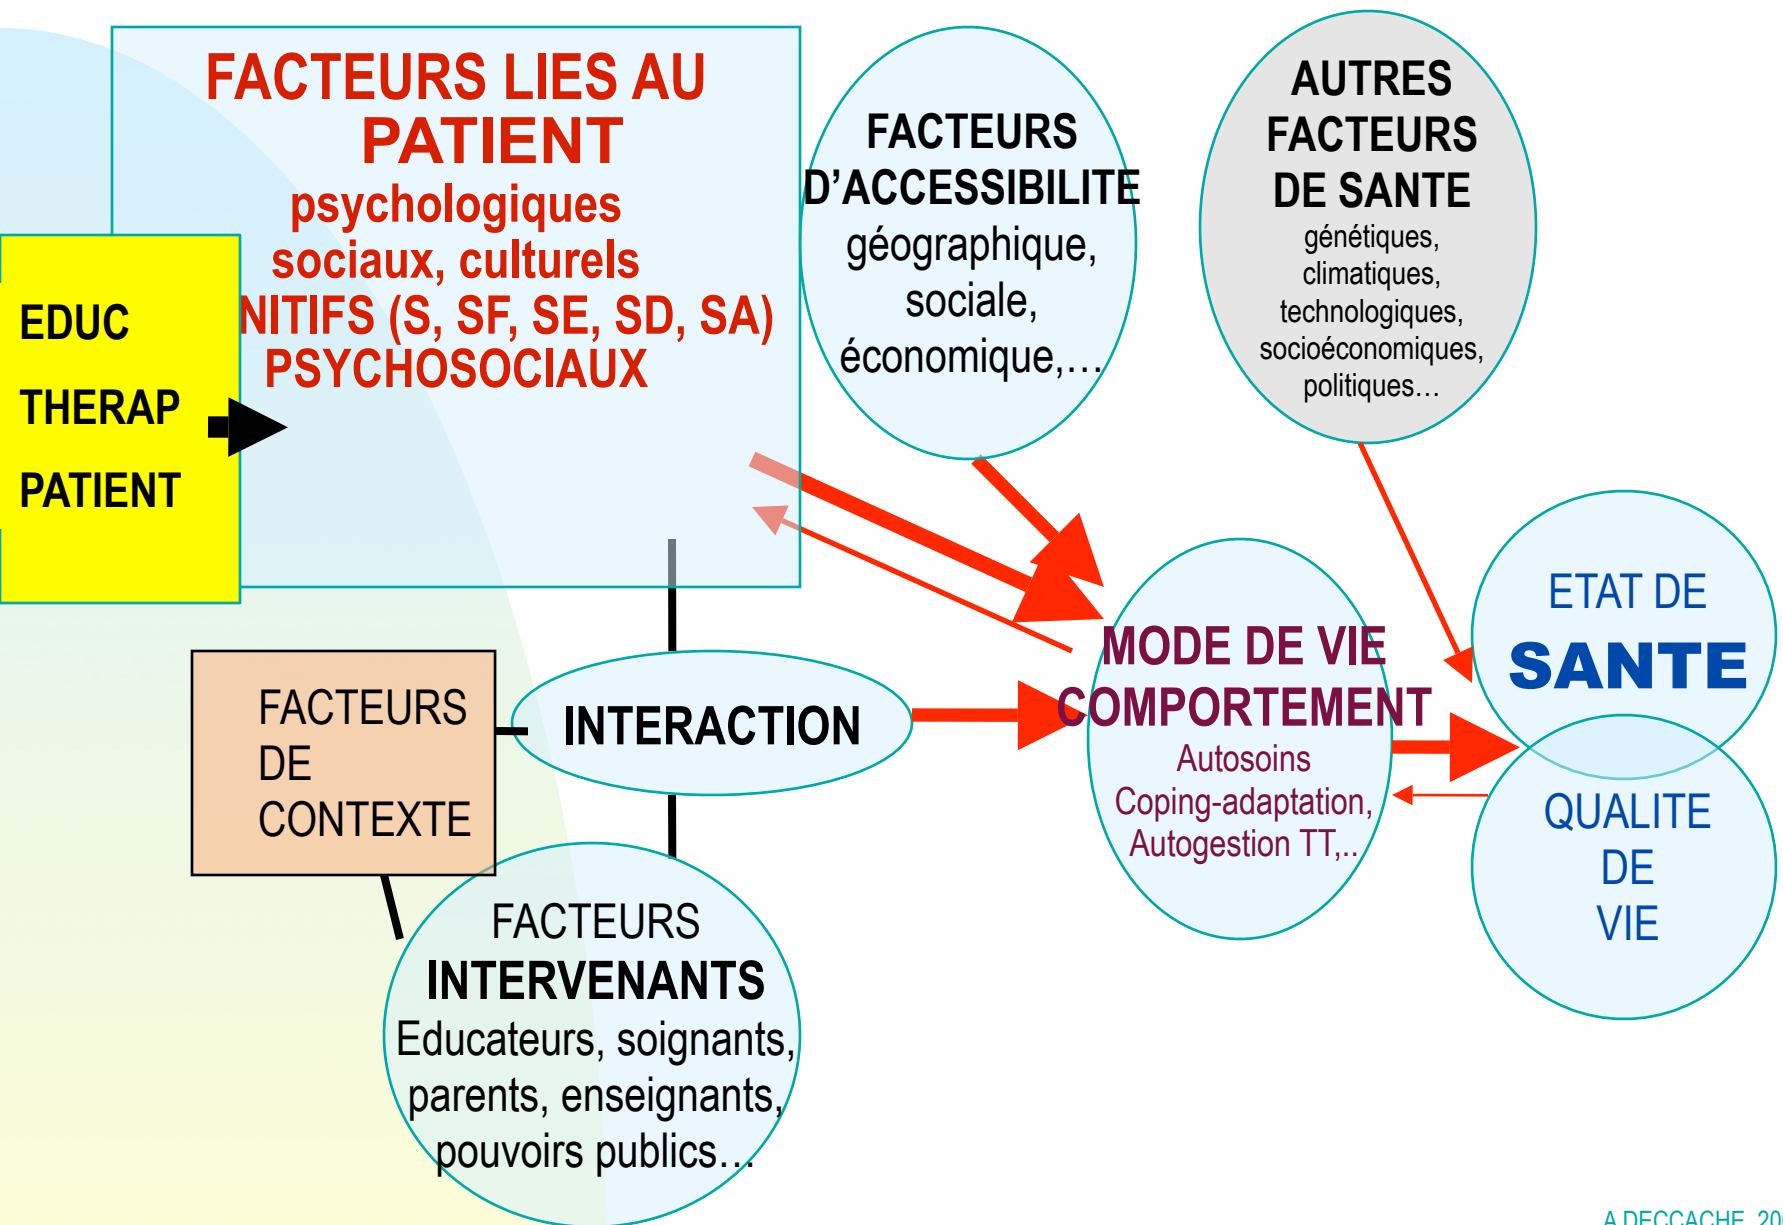 FACTEURS LIES AU
PATIENT
psychologiques
sociaux, culturels
NITIFS (S, SF, SE, SD, SA)
PSYCHOSOCIAUX
EDUC
THERAP
PATIENT
FACTEURS
D’ACCESSIBILITE
géographique,
sociale,
économique,…
AUTRES
FACTEURS
DE SANTE
génétiques,
climatiques,
technologiques,
socioéconomiques,
politiques…
FACTEURS
DE
CONTEXTE
INTERACTION
MODE DE VIE
COMPORTEMENT
Autosoins
Coping-adaptation,
Autogestion TT,..
ETAT DE
SANTE
QUALITE
DE
VIE
FACTEURS
INTERVENANTS
Educateurs, soignants,
parents, enseignants,
pouvoirs publics…
A.DECCACHE, 20